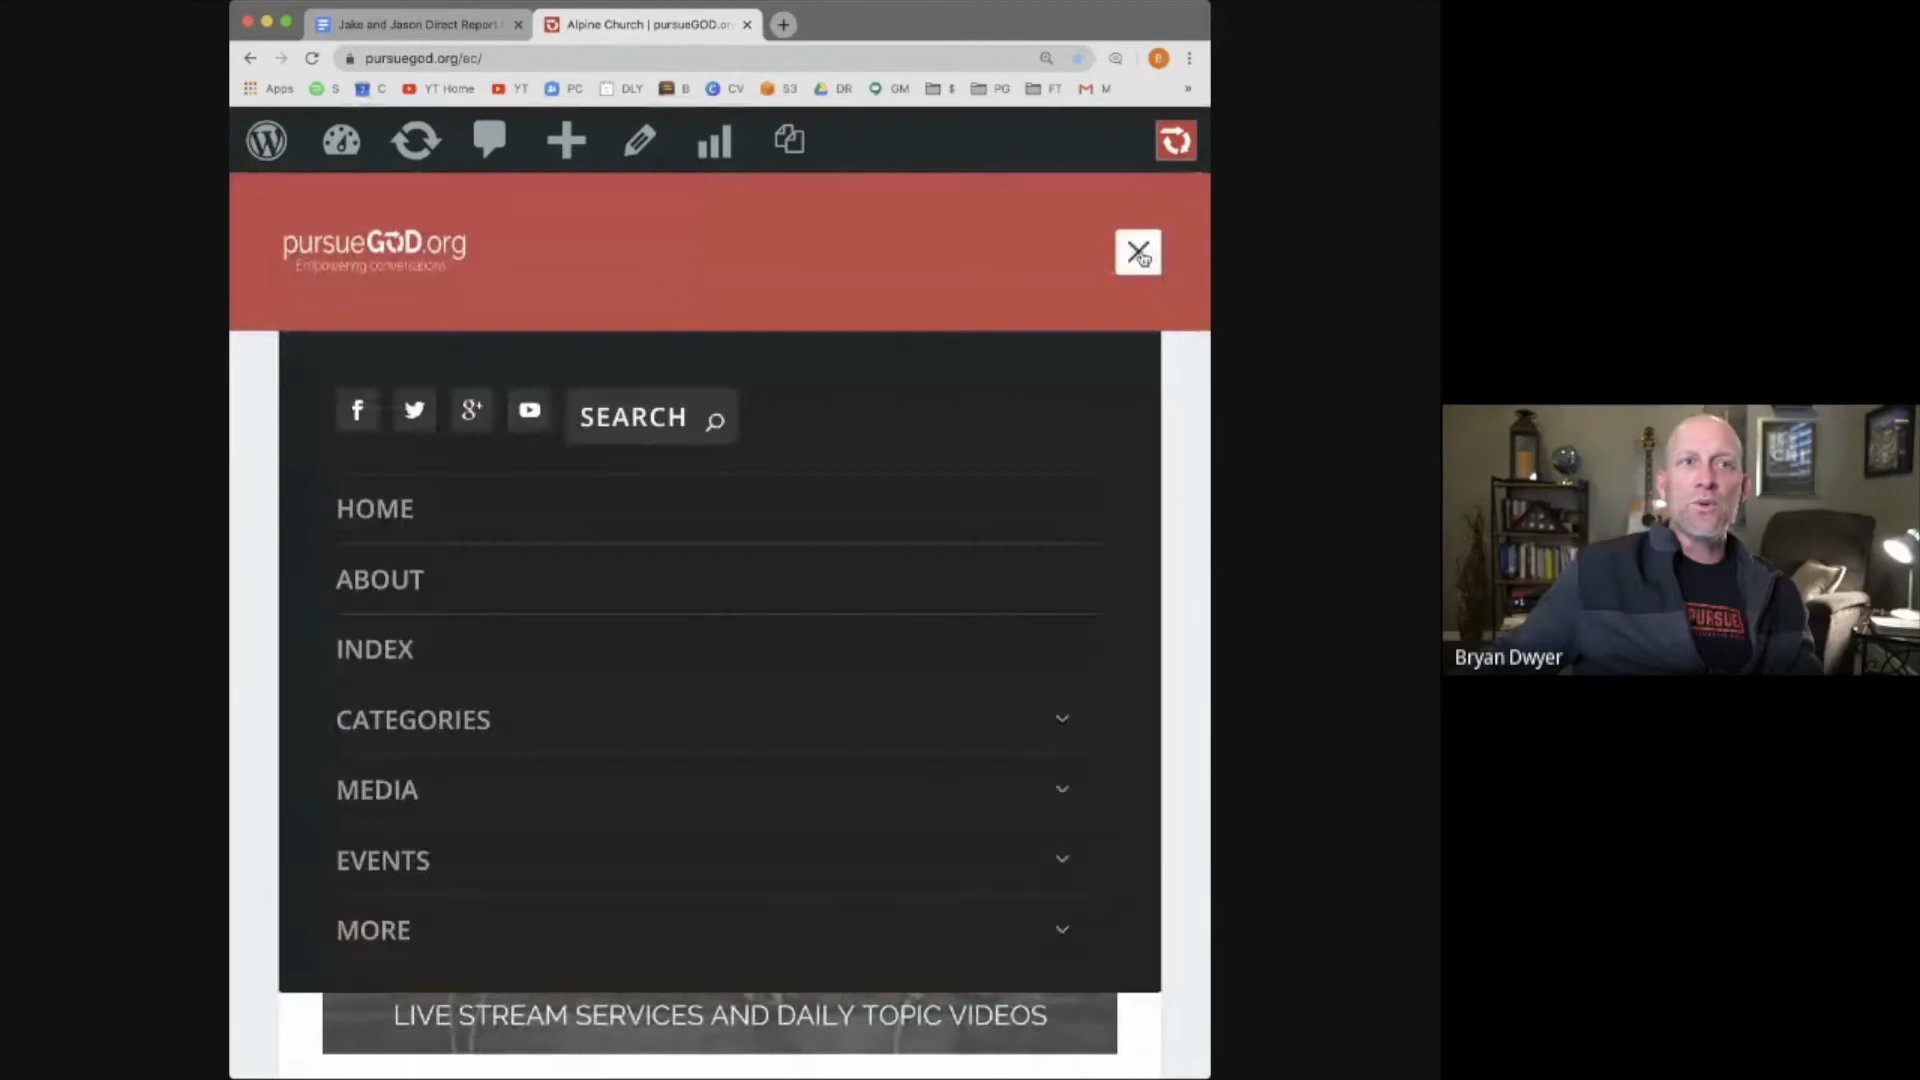 Jake and Jason Direct Report
Alpine Church | pursueGOD.or
pursuegod.org/ac/
B
Apps S C YT Home YT PC DLY B CV S3 DR GM $ PG FT M M »
pursueGOD.org
Empowering conversations
SEARCH
HOME
ABOUT
INDEX
CATEGORIES
MEDIA
EVENTS
MORE
LIVE STREAM SERVICES AND DAILY TOPIC VIDEOS
PURSUE
Bryan Dwyer